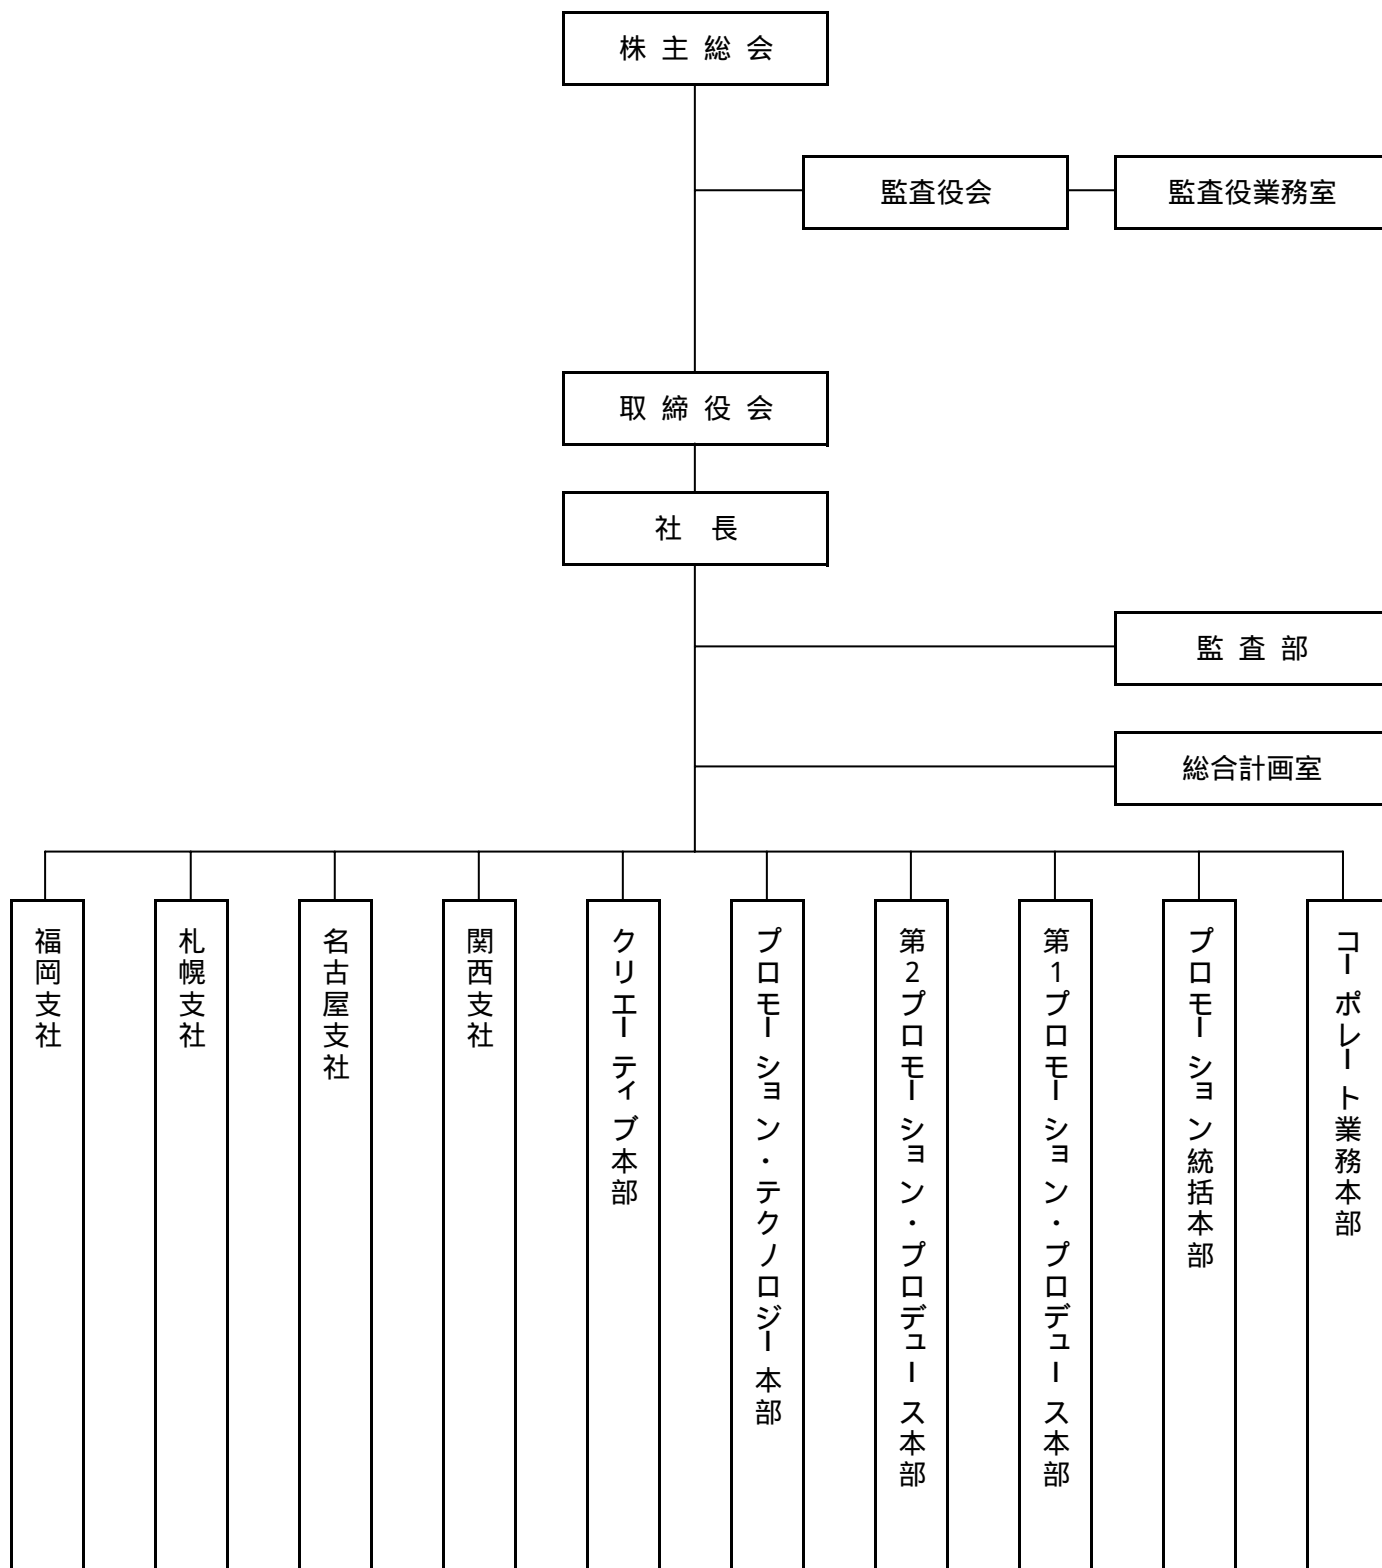 株主総会
監査役会
監査役業務室
取締役会
社長
監査部
総合計画室
コーポレート業務本部
プロモーション統括本部
第1プロモーション・プロデュース本部
第2プロモーション・プロデュース本部
プロモーション・テクノロジー本部
クリエーティブ本部
関西支社
名古屋支社
札幌支社
福岡支社